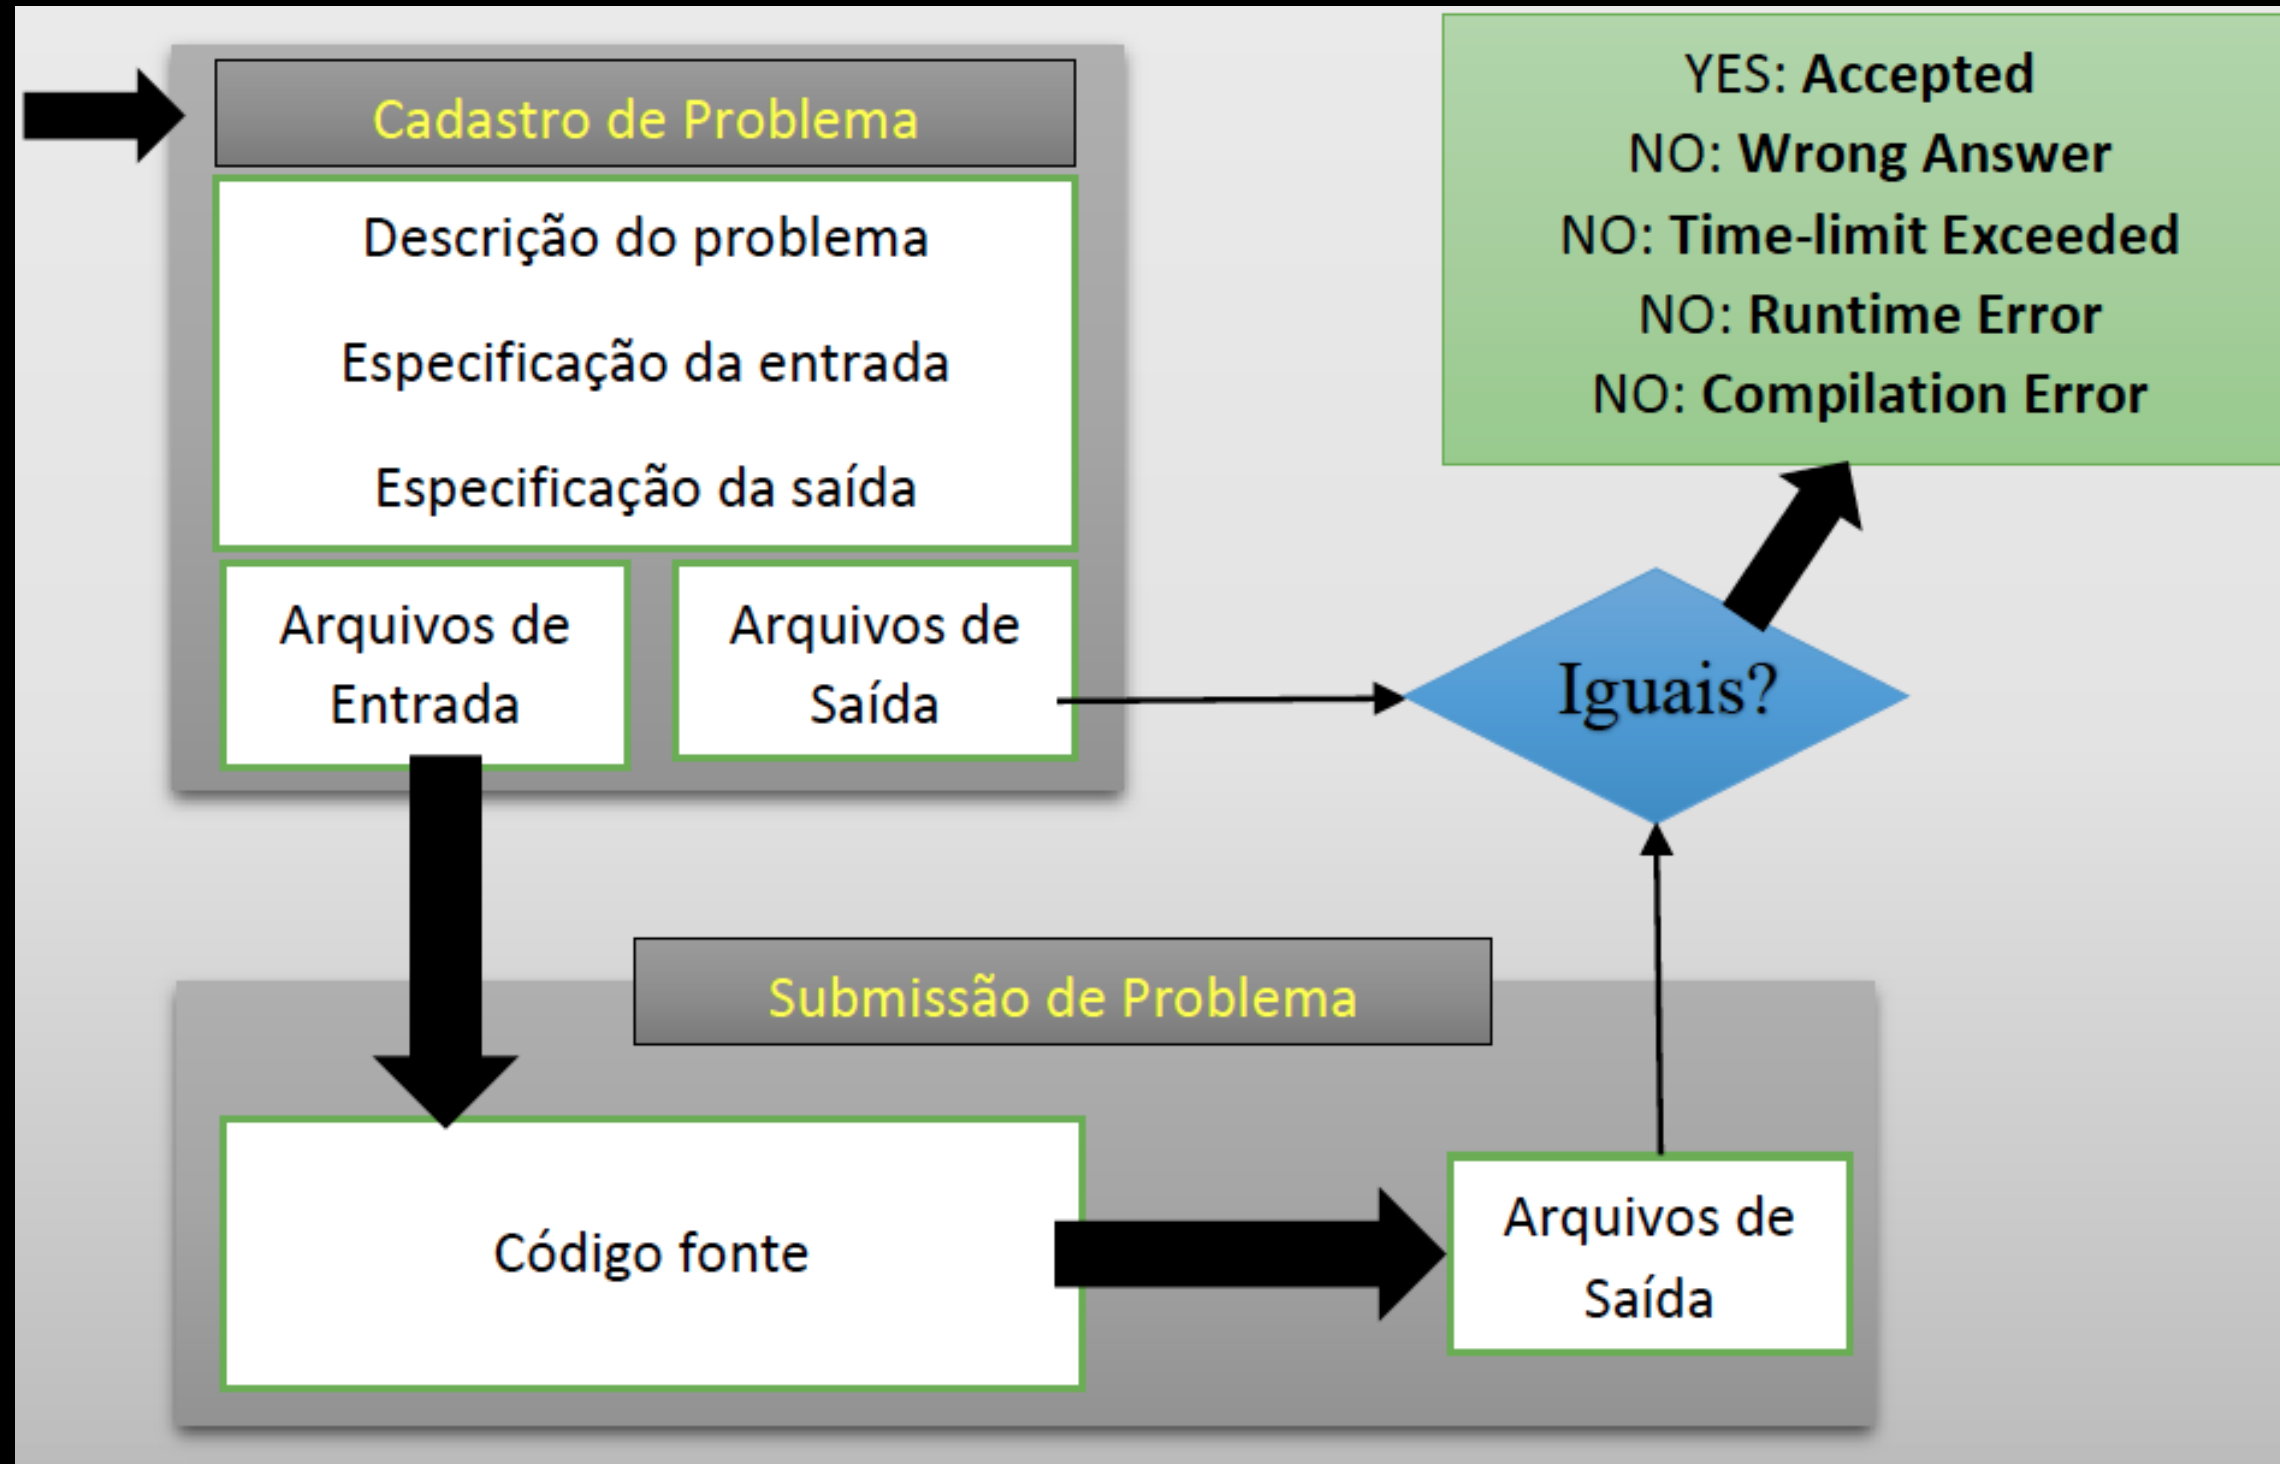 Cadastro de Problema
Descrição do problema
Especificação da entrada
Especificação da saída
Arquivos de
Entrada
Arquivos de
Saída
YES: Accepted
NO: Wrong Answer
NO: Time-limit Exceeded
NO: Runtime Error
NO: Compilation Error
Iguais?
Submissão de Problema
Código fonte
Arquivos de
Saída